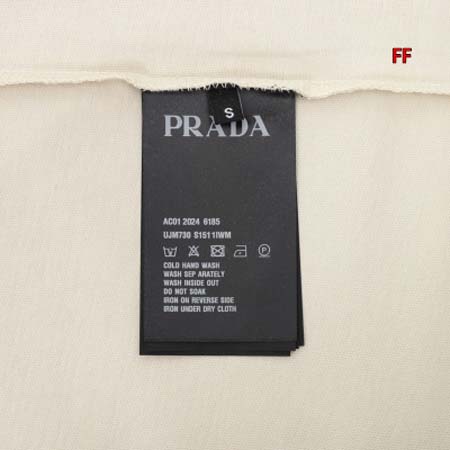 FF
S
PRADA
AC01 2024 6185
UJM730 S1511IWM
P
COLD HAND WASH
WASH SEP ARATELY
WASH INSIDE OUT
DO NOT SOAK
IRON ON REVERSE SIDE
IRON UNDER DRY CLOTH